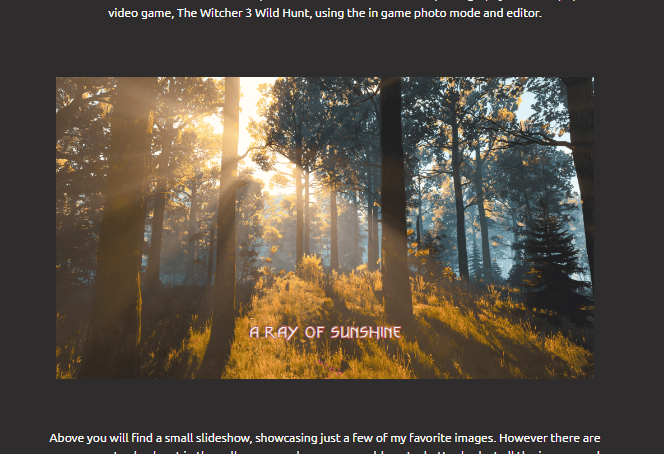 video game, The Witcher 3 Wild Hunt, using the in game photo mode and editor.
A RAY OF SUNSHINE
Above you will find a small slideshow, showcasing just a few of my favorite images. However there are